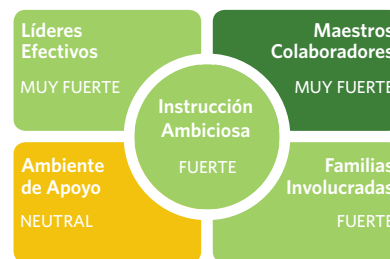 Líderes
Efectivos
MUY FUERTE
Maestros
Colaboradores
MUY FUERTE
Instrucción
Ambiciosa
FUERTE
Ambiente
de Apoyo
NEUTRAL
Familias
Involucradas
FUERTE